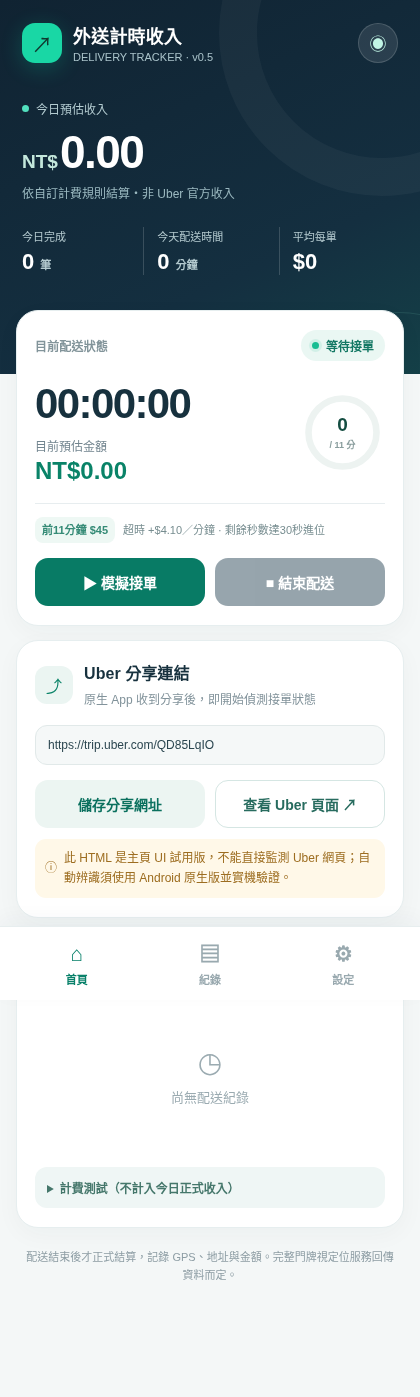 外送計時收入
DELIVERY TRACKER · v0.5
今日預估收入
NT$0.00
依自訂計費規則結算・非 Uber 官方收入
今日完成
今天配送時間
平均每單
0 筆
0 分鐘
$0
目前配送狀態
等待接單
00:00:00
0
/ 11 分
目前預估金額
NT$0.00
前11分鐘 $45
超時 +$4.10／分鐘 · 剩餘秒數達30秒進位
▶ 模擬接單
■ 結束配送
Uber 分享連結
原生 App 收到分享後，即開始偵測接單狀態
https://trip.uber.com/QD85LqIO
儲存分享網址
查看 Uber 頁面 ↗
ⓘ 此 HTML 是主頁 UI 試用版，不能直接監測 Uber 網頁；自
動辨識須使用 Android 原生版並實機驗證。
首頁
紀錄
設定
尚無配送紀錄
▶ 計費測試（不計入今日正式收入）
配送結束後才正式結算，記錄 GPS、地址與金額。完整門牌視定位服務回傳
資料而定。